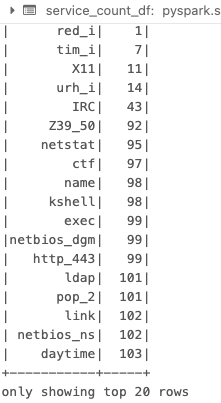 service_count_df: pyspark.s
| red_i| 1|
| tim_i| 7|
| X11| 11|
| urh_i| 14|
| IRC| 43|
| Z39_50| 92|
| netstat| 95|
| ctf| 97|
| name| 98|
| kshell| 98|
| exec| 99|
|netbios_dgm| 99|
| http_443| 99|
| ldap| 101|
| pop_2| 101|
| link| 102|
| netbios_ns| 102|
| daytime| 103|
+-----------+-----+
only showing top 20 rows